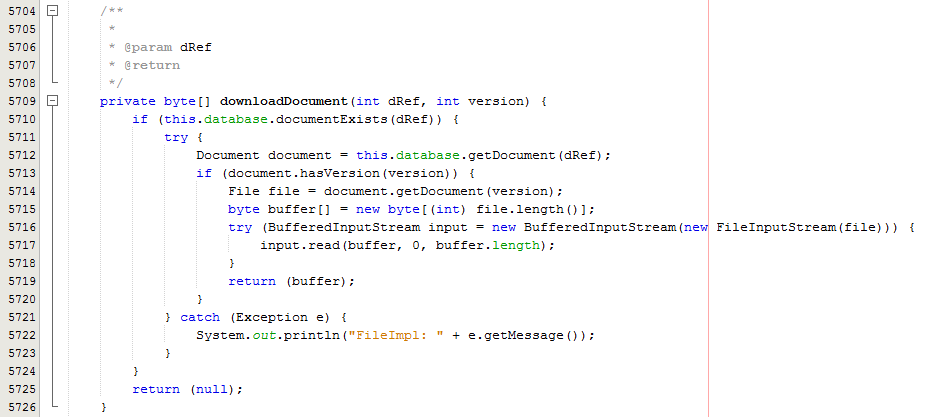 5704 /**
5705 *
5706 * @param dRef
5707 * @return
5708 */
5709 private byte[] downloadDocument(int dRef, int version) {
5710 if (this.database.documentExists(dRef)) {
5711 try {
5712 Document document = this.database.getDocument(dRef);
5713 if (document.hasVersion(version)) {
5714 File file = document.getDocument(version);
5715 byte buffer[] = new byte[(int) file.length()];
5716 try (BufferedInputStream input = new BufferedInputStream(new FileInputStream(file))) {
5717 input.read(buffer, 0, buffer.length);
5718 }
5719 return (buffer);
5720 }
5721 } catch (Exception e) {
5722 System.out.println("FileImpl: " + e.getMessage());
5723 }
5724 }
5725 return (null);
5726 }